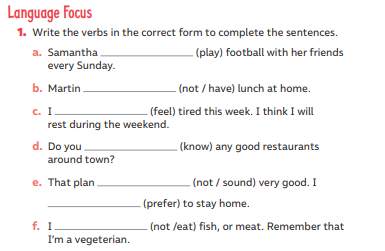 Language Focus
1. Write the verbs in the correct form to complete the sentences.
a. Samantha ________________ (play) football with her friends
every Sunday.
b. Martin ________________ (not / have) lunch at home.
c. I ________________ (feel) tired this week. I think I will
rest during the weekend.
d. Do you ________________ (know) any good restaurants
around town?
e. That plan ________________ (not / sound) very good. I
________________ (prefer) to stay home.
f. I ________________ (not /eat) fish, or meat. Remember that
I'm a vegeterian.